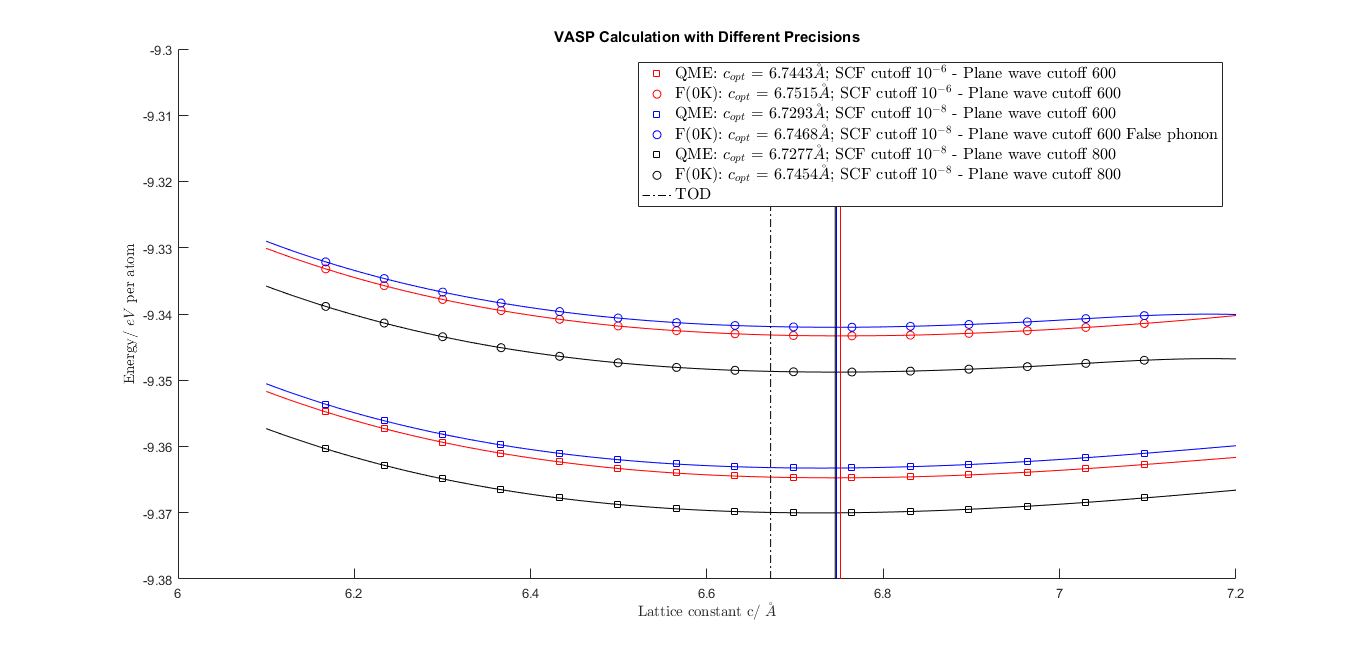 VASP Calculation with Different Precisions
QME: c_opt = 6.7443Å; SCF cutoff 10⁻⁶ - Plane wave cutoff 600
F(0K): c_opt = 6.7515Å; SCF cutoff 10⁻⁶ - Plane wave cutoff 600
QME: c_opt = 6.7293Å; SCF cutoff 10⁻⁸ - Plane wave cutoff 600
F(0K): c_opt = 6.7468Å; SCF cutoff 10⁻⁸ - Plane wave cutoff 600 False phonon
QME: c_opt = 6.7277Å; SCF cutoff 10⁻⁸ - Plane wave cutoff 800
F(0K): c_opt = 6.7454Å; SCF cutoff 10⁻⁸ - Plane wave cutoff 800
TOD
Energy/ eV per atom
-9.3
-9.31
-9.32
-9.33
-9.34
-9.35
-9.36
-9.37
-9.38
6 6.2 6.4 6.6 6.8 7 7.2
Lattice constant c/ Å